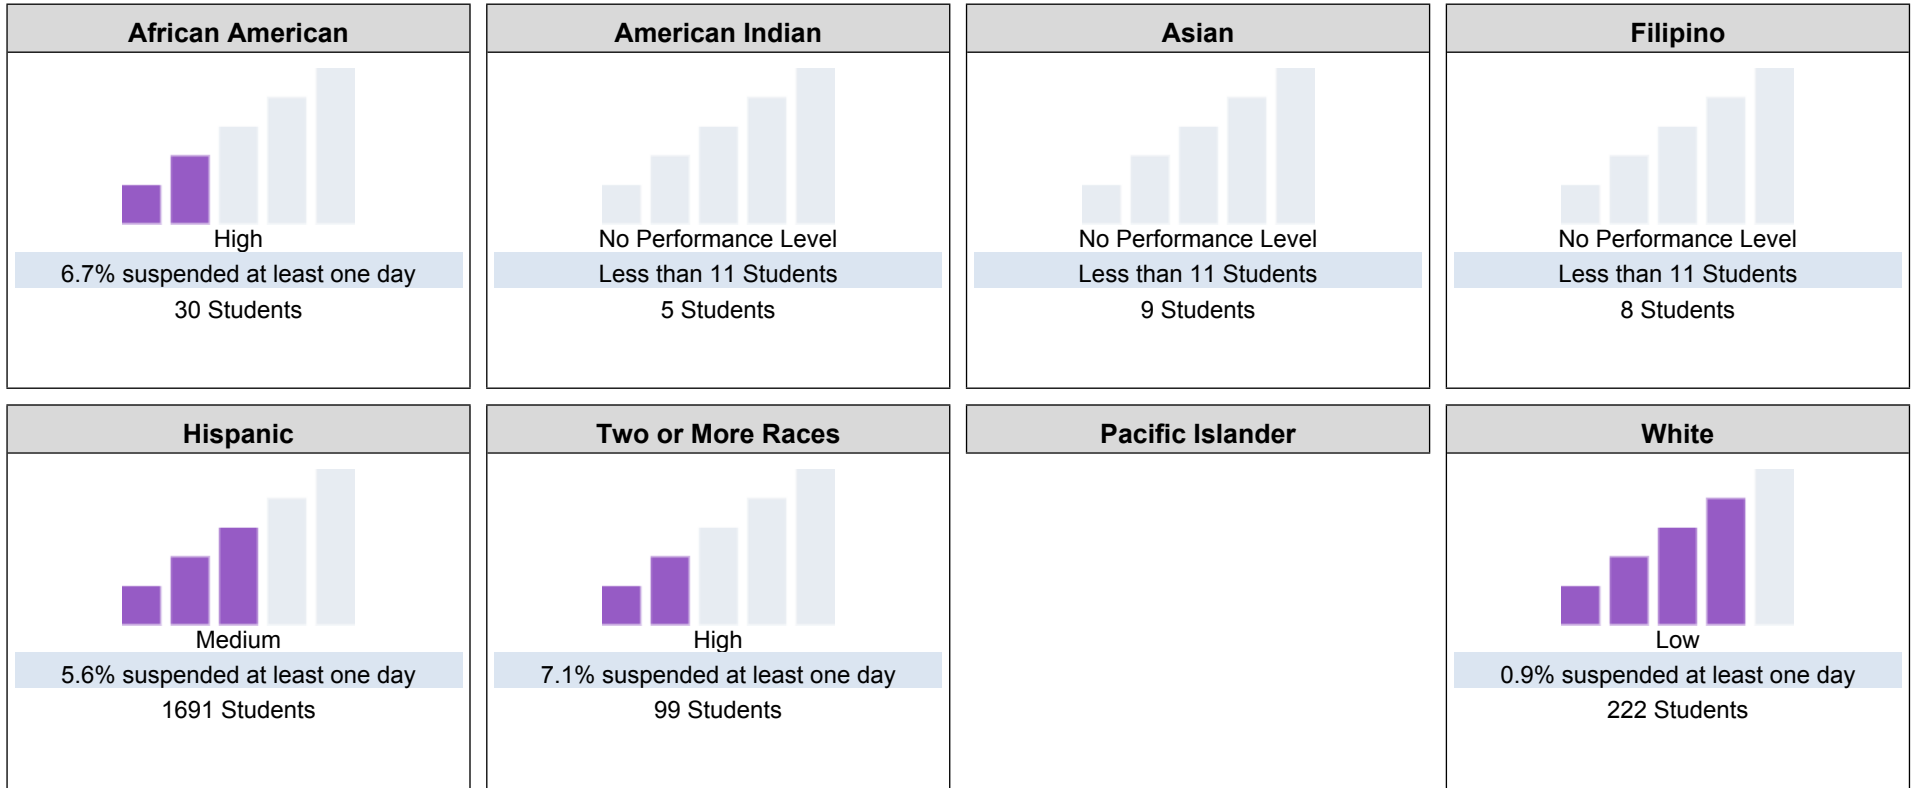 African American
High
6.7% suspended at least one day
30 Students
American Indian
No Performance Level
Less than 11 Students
5 Students
Asian
No Performance Level
Less than 11 Students
9 Students
Filipino
No Performance Level
Less than 11 Students
8 Students
Hispanic
Medium
5.6% suspended at least one day
1691 Students
Two or More Races
High
7.1% suspended at least one day
99 Students
Pacific Islander
White
Low
0.9% suspended at least one day
222 Students